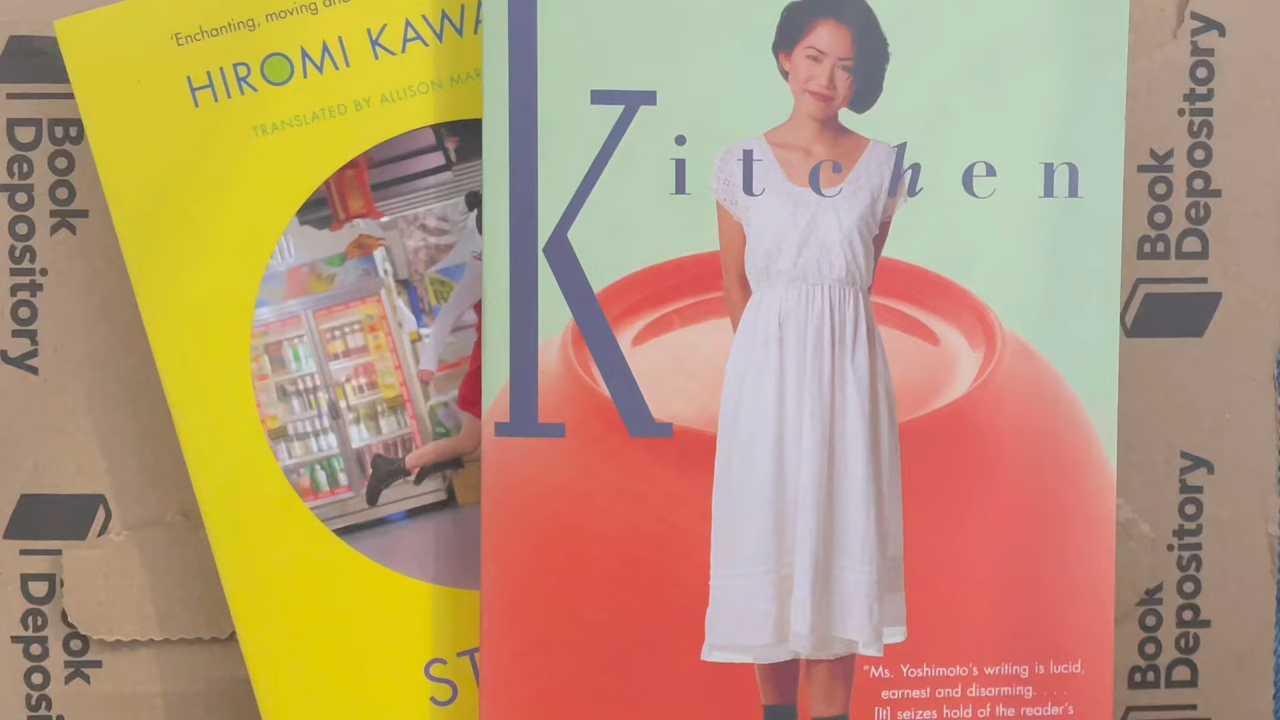 'Enchanting, moving and
HIROMI KAWA
TRANSLATED BY ALLISON MAR
ST
Kitchen
"Ms. Yoshimoto's writing is lucid,
earnest and disarming. . . .
[It] seizes hold of the reader's
Book
Depository
Book
Deposi
Book
Depository
Book
Depository